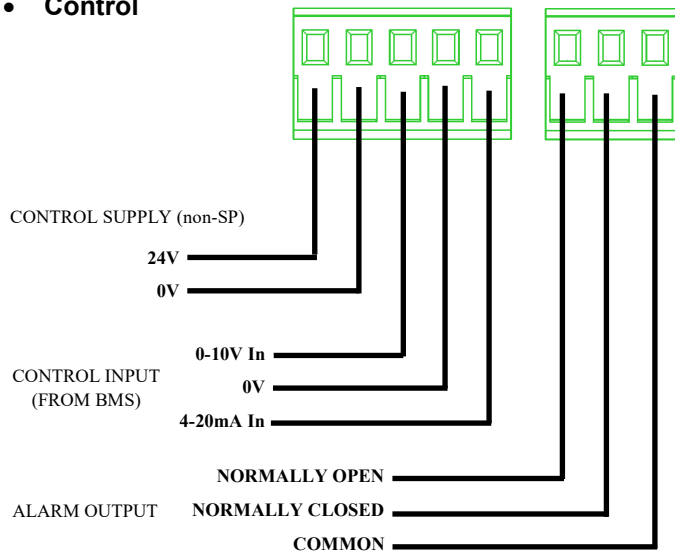 • Control
CONTROL SUPPLY (non-SP)
24V
0V
0-10V In
CONTROL INPUT
(FROM BMS)
0V
4-20mA In
NORMALLY OPEN
ALARM OUTPUT
NORMALLY CLOSED
COMMON